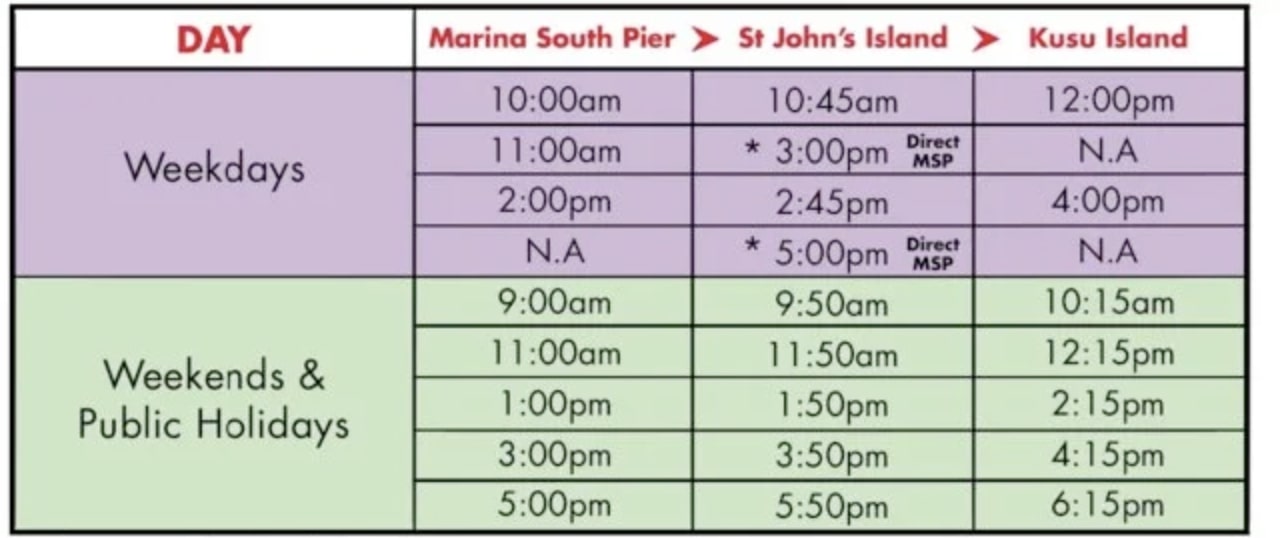 DAY Marina South Pier > St John's Island > Kusu Island
10:00am 10:45am 12:00pm
11:00am * 3:00pm Direct MSP N.A
Weekdays
2:00pm 2:45pm 4:00pm
N.A * 5:00pm Direct MSP N.A
9:00am 9:50am 10:15am
11:00am 11:50am 12:15pm
Weekends &
Public Holidays
1:00pm 1:50pm 2:15pm
3:00pm 3:50pm 4:15pm
5:00pm 5:50pm 6:15pm